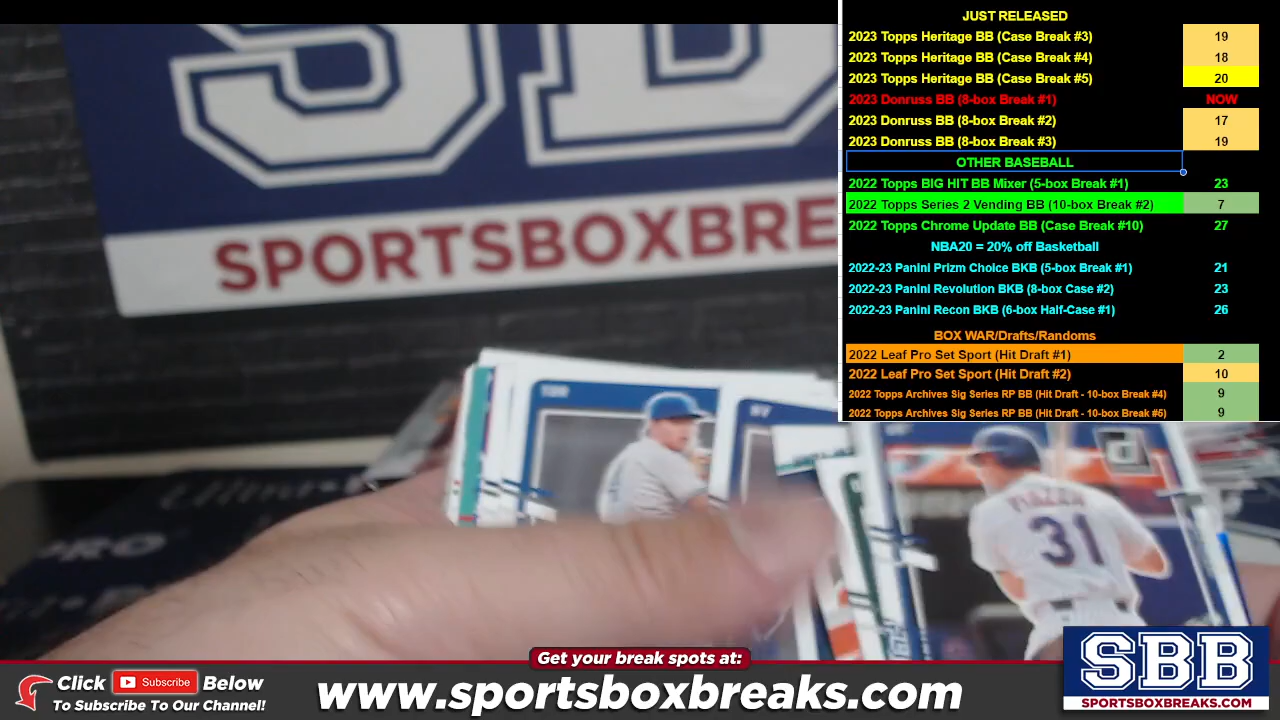 SB
SPORTSBOXBRE
JUST RELEASED
2023 Topps Heritage BB (Case Break #3) 19
2023 Topps Heritage BB (Case Break #4) 18
2023 Topps Heritage BB (Case Break #5) 20
2023 Donruss BB (8-box Break #1) NOW
2023 Donruss BB (8-box Break #2) 17
2023 Donruss BB (8-box Break #3) 19
OTHER BASEBALL
2022 Topps BIG HIT BB Mixer (5-box Break #1) 23
2022 Topps Series 2 Vending BB (10-box Break #2) 7
2022 Topps Chrome Update BB (Case Break #10) 27
NBA20 = 20% off Basketball
2022-23 Panini Prizm Choice BKB (5-box Break #1) 21
2022-23 Panini Revolution BKB (8-box Case #2) 23
2022-23 Panini Recon BKB (6-box Half-Case #1) 26
BOX WAR/Drafts/Randoms
2022 Leaf Pro Set Sport (Hit Draft #1) 2
2022 Leaf Pro Set Sport (Hit Draft #2) 10
2022 Topps Archives Sig Series RP BB (Hit Draft - 10-box Break #4) 9
2022 Topps Archives Sig Series RP BB (Hit Draft - 10-box Break #5) 9
PIAZZA
31
Get your break spots at:
Click Subscribe Below
To Subscribe To Our Channel!
www.sportsboxbreaks.com
SBB
SPORTSBOXBREAKS.COM